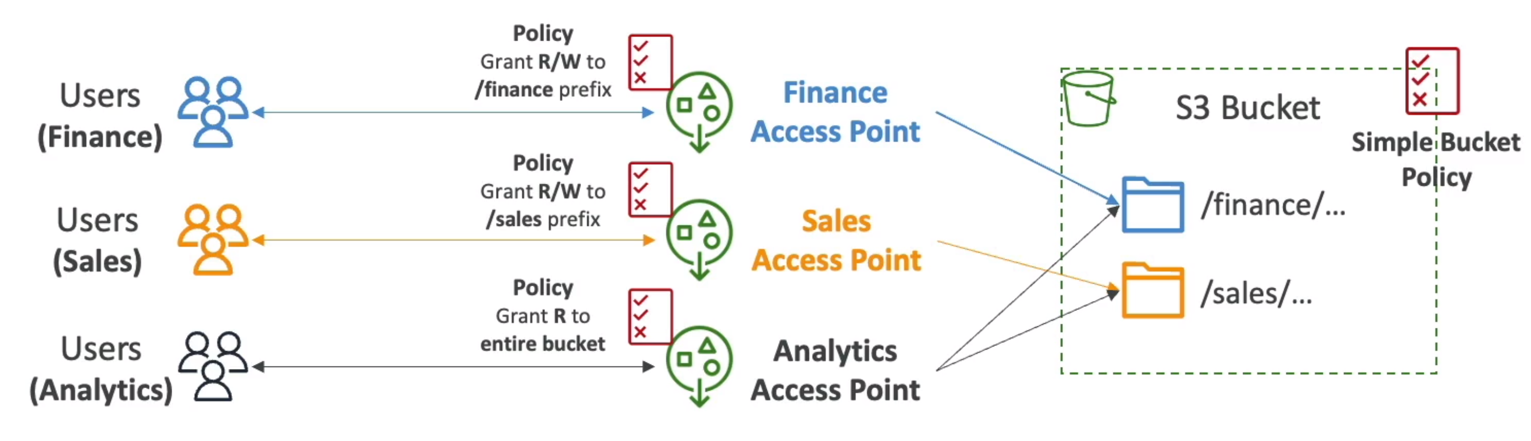 Policy
Grant R/W to
/finance prefix
Users
(Finance)
Finance
Access Point
S3 Bucket
Simple Bucket
Policy
Policy
Grant R/W to
/sales prefix
Users
(Sales)
Sales
Access Point
/finance/...
/sales/...
Policy
Grant R to
entire bucket
Users
(Analytics)
Analytics
Access Point